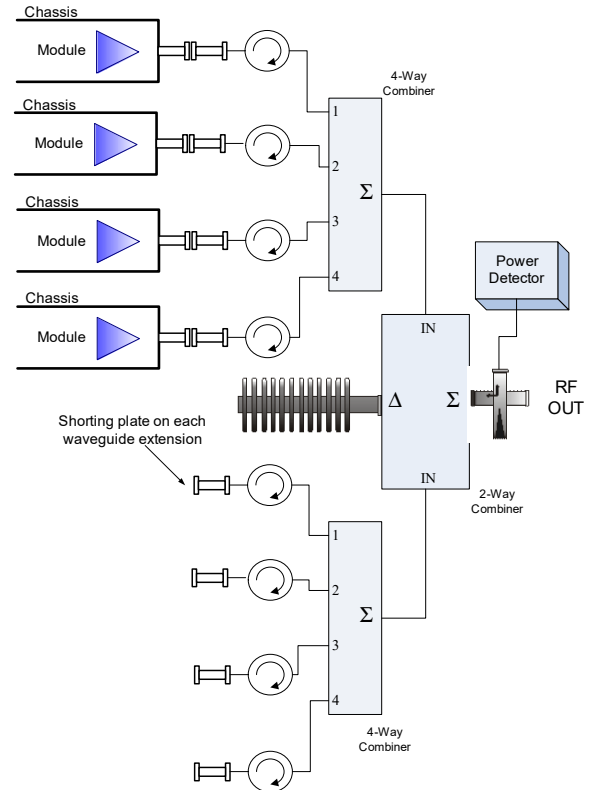 Chassis
Module
Chassis
Module
Chassis
Module
Chassis
Module
4-Way
Combiner
1
2
3
4
Σ
Power
Detector
IN
Δ
Σ
IN
RF
OUT
2-Way
Combiner
Shorting plate on each
waveguide extension
1
2
3
4
Σ
4-Way
Combiner